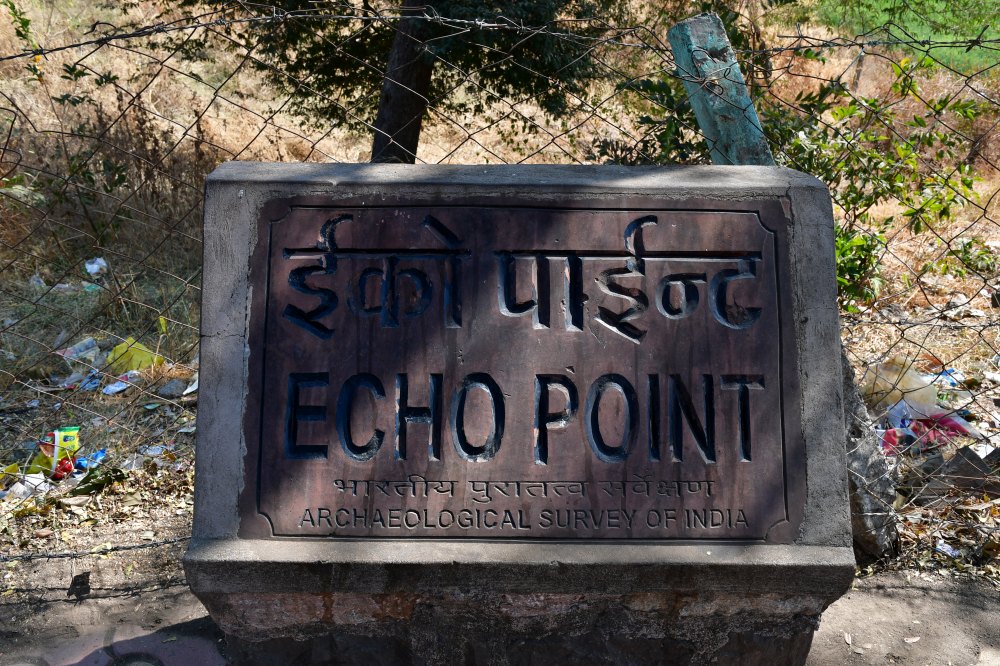 ईको पाईन्ट
ECHO POINT
भारतीय पुरातत्व सर्वेक्षण
ARCHAEOLOGICAL SURVEY OF INDIA